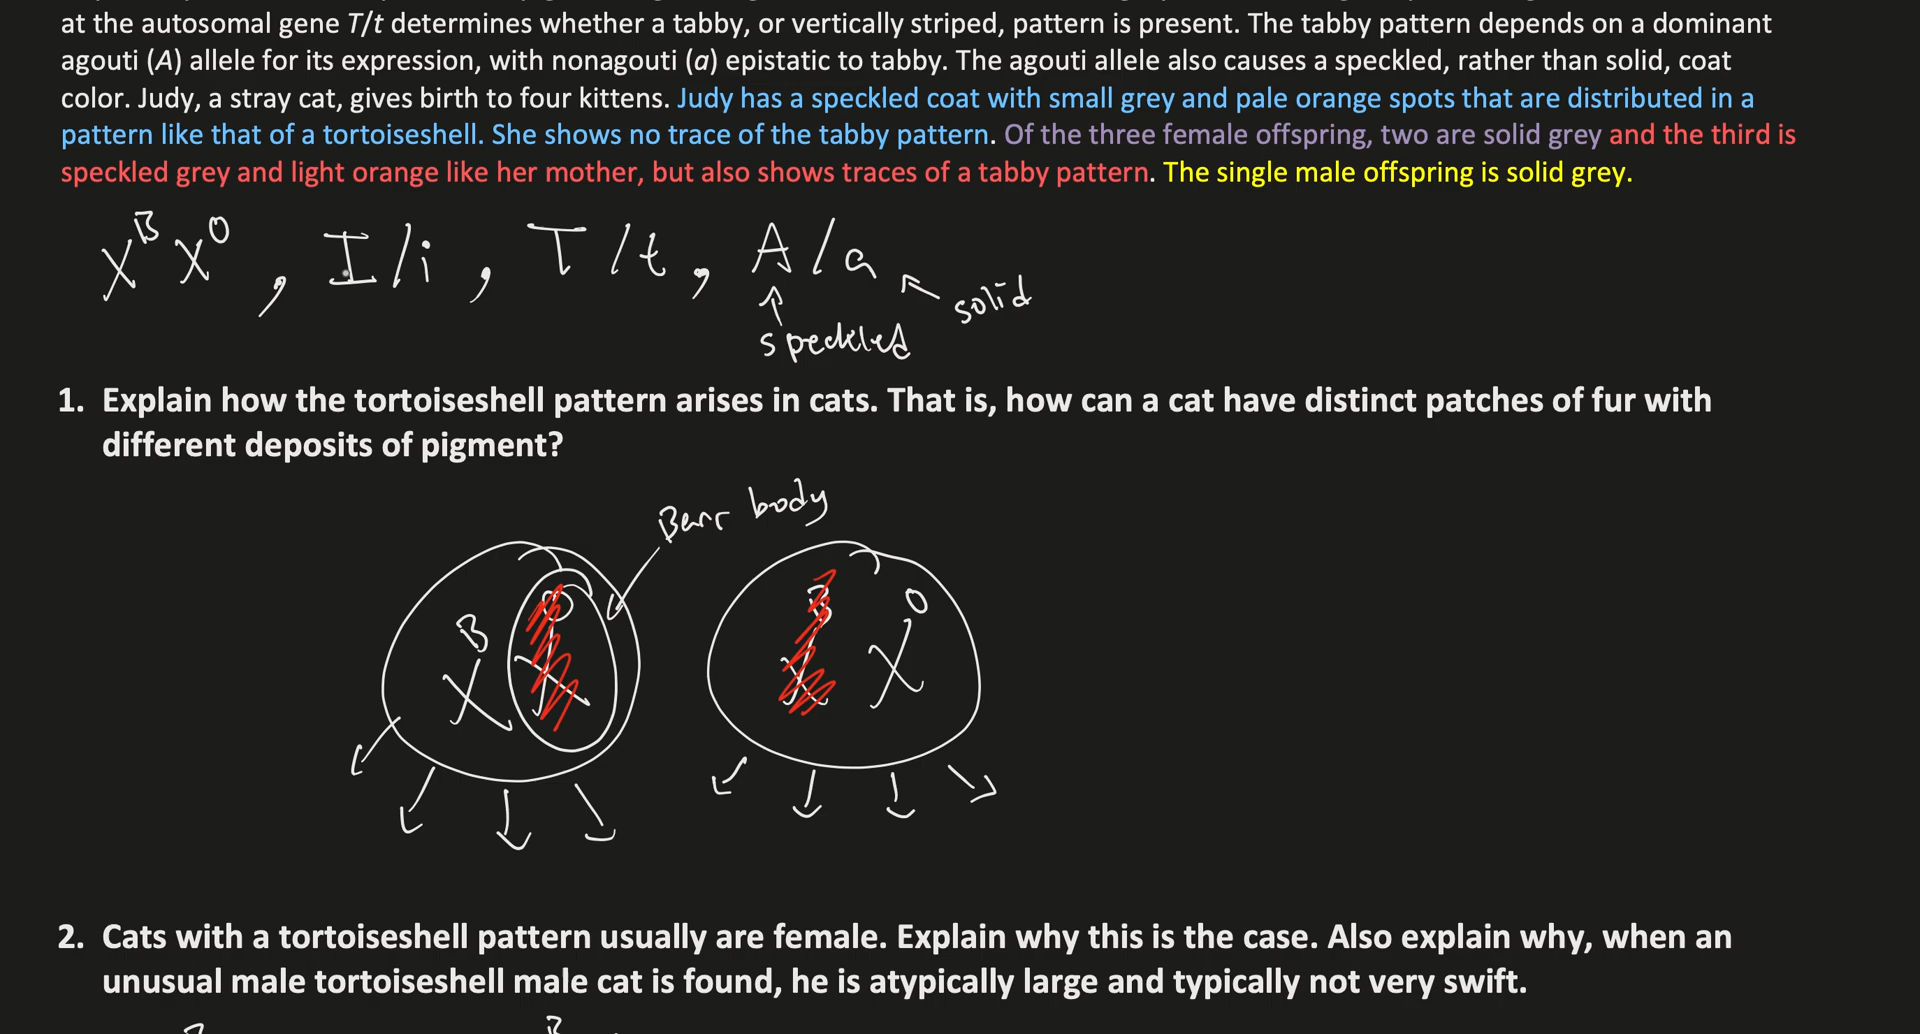 at the autosomal gene T/t determines whether a tabby, or vertically striped, pattern is present. The tabby pattern depends on a dominant
agouti (A) allele for its expression, with nonagouti (a) epistatic to tabby. The agouti allele also causes a speckled, rather than solid, coat
color. Judy, a stray cat, gives birth to four kittens. Judy has a speckled coat with small grey and pale orange spots that are distributed in a
pattern like that of a tortoiseshell. She shows no trace of the tabby pattern. Of the three female offspring, two are solid grey and the third is
speckled grey and light orange like her mother, but also shows traces of a tabby pattern. The single male offspring is solid grey.
X^B X^O , I/i , T/t , A/a
solid
speckled
1. Explain how the tortoiseshell pattern arises in cats. That is, how can a cat have distinct patches of fur with
different deposits of pigment?
Barr body
X^B X^O X^B X^O
2. Cats with a tortoiseshell pattern usually are female. Explain why this is the case. Also explain why, when an
unusual male tortoiseshell male cat is found, he is atypically large and typically not very swift.